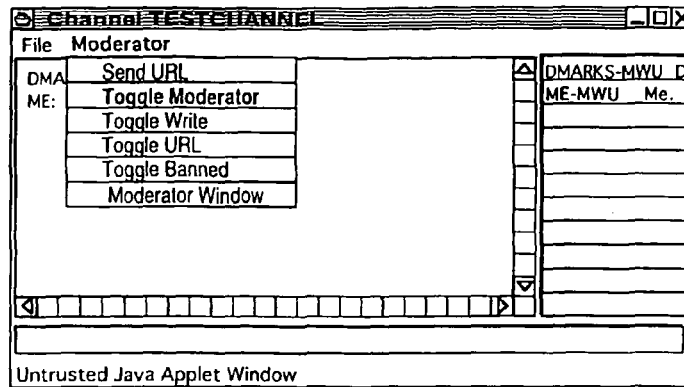 Channel TESTCHANNEL
File Moderator
DMA
ME:
Send URL
Toggle Moderator
Toggle Write
Toggle URL
Toggle Banned
Moderator Window
DMARKS-MWU D
ME-MWU Me.
Untrusted Java Applet Window